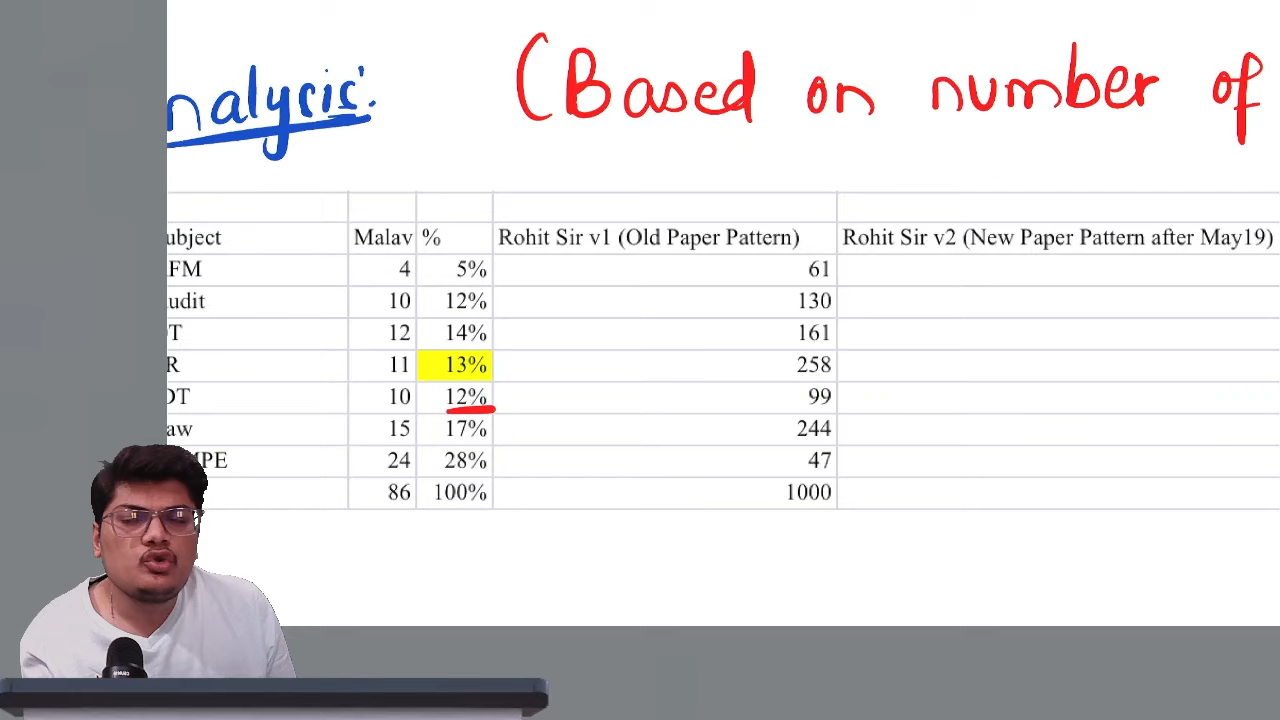 nalysis: (Based on number of
ubject Malav % Rohit Sir v1 (Old Paper Pattern) Rohit Sir v2 (New Paper Pattern after May19)
FM 4 5% 61
udit 10 12% 130
T 12 14% 161
R 11 13% 258
DT 10 12% 99
aw 15 17% 244
MPE 24 28% 47
86 100% 1000